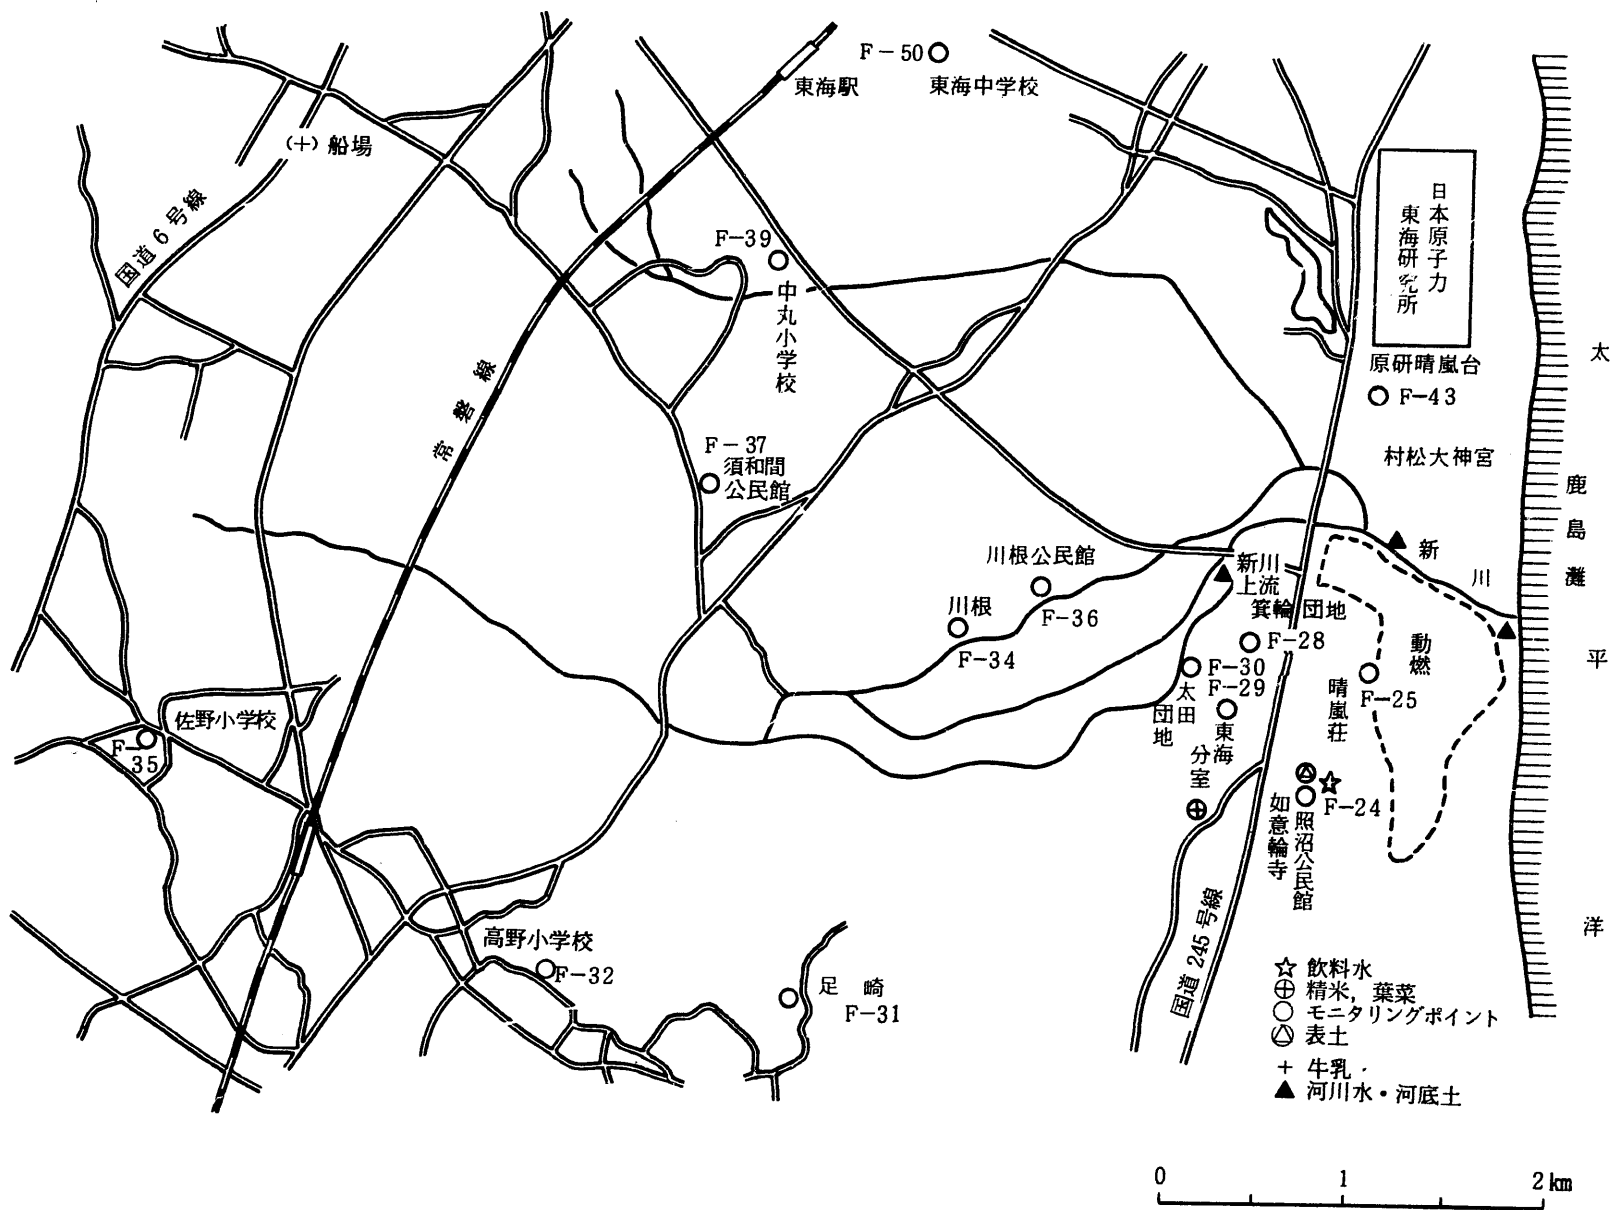 F-50
東海駅
東海中学校
(+) 船場
国道6号線
日本原子力
東海研究所
F-39
中丸小学校
原研晴嵐台
F-43
常磐線
F-37
須和間
公民館
村松大神宮
太平洋
鹿島灘
新川
川根公民館
F-36
川根
F-34
新川
上流
箕輪団地
F-28
F-30
F-29
太田
団地
東海
分室
動燃
F-25
晴嵐荘
F-24
如意輪寺
照沼公民館
佐野小学校
F-
35
高野小学校
F-32
足崎
F-31
国道245号線
☆ 飲料水
⊕ 精米，葉菜
○ モニタリングポイント
表土
+ 牛乳
▲ 河川水・河底土
0 1 2km